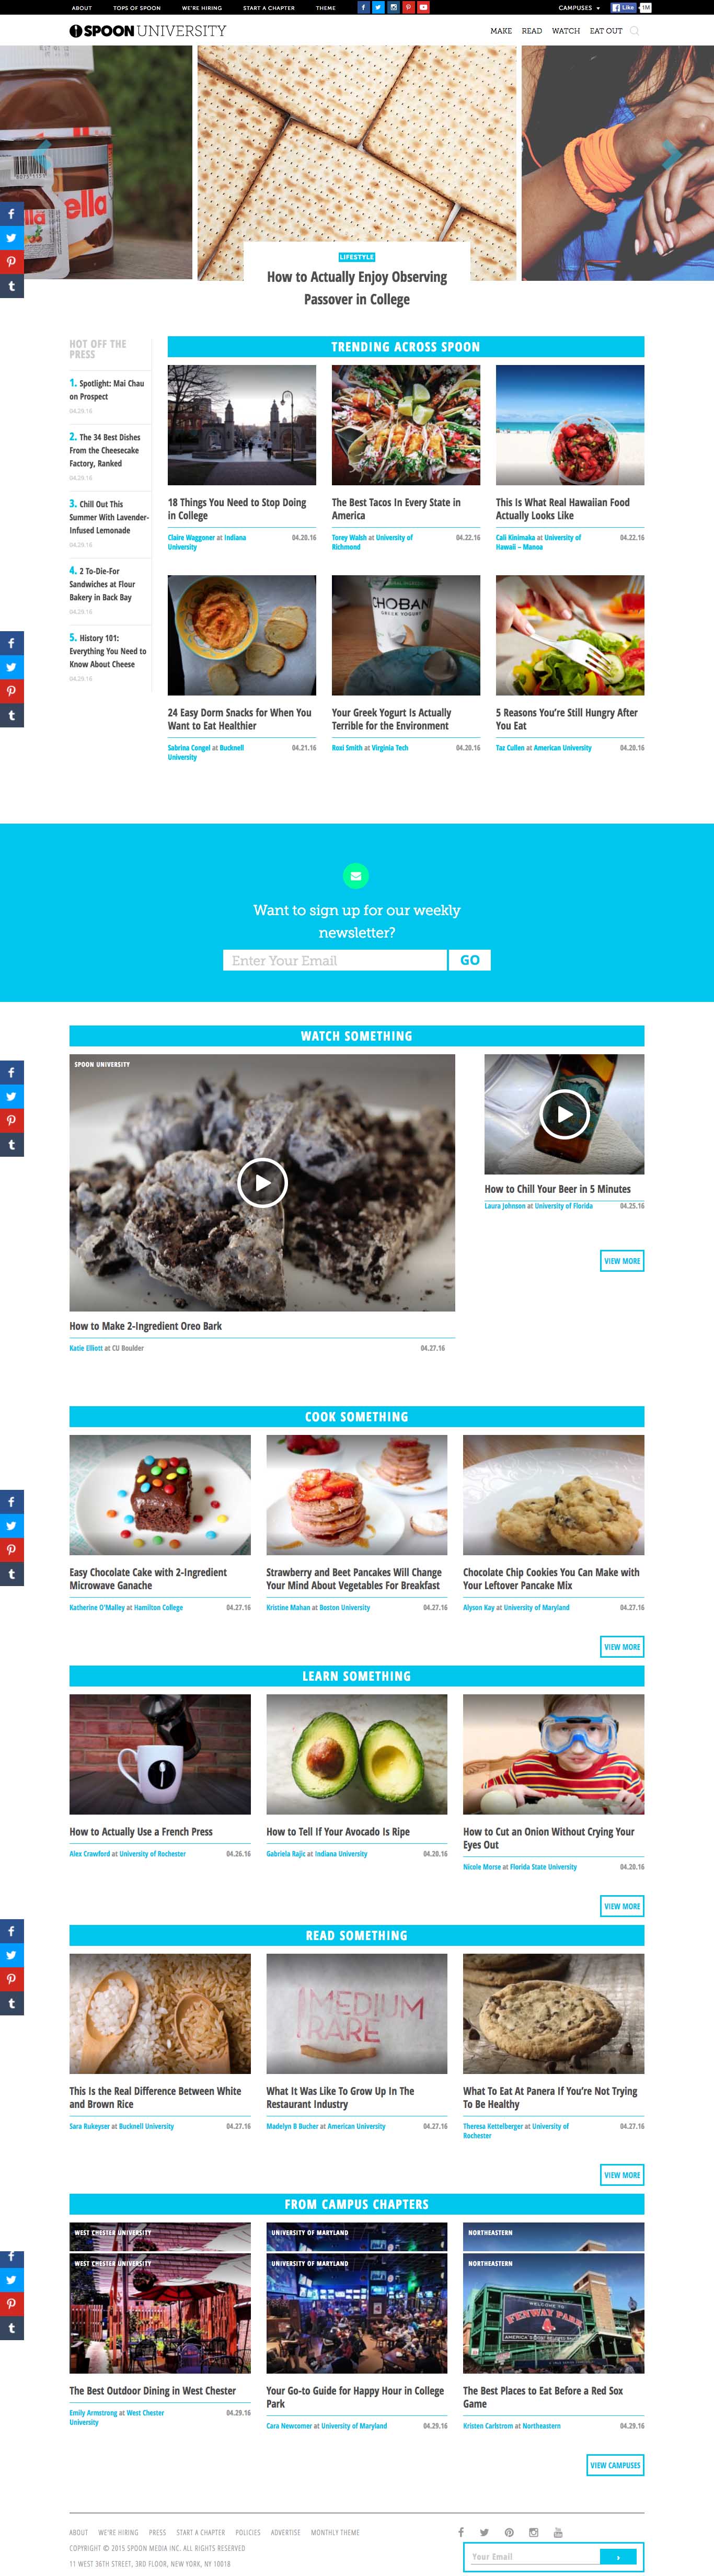 ABOUT TOPS OF SPOON WE'RE HIRING START A CHAPTER THEME CAMPUSES Like 1M
SPOON UNIVERSITY MAKE READ WATCH EAT OUT
ella
LIFESTYLE
How to Actually Enjoy Observing
Passover in College
HOT OFF THE
PRESS
1. Spotlight: Mai Chau
on Prospect
04.29.16
2. The 34 Best Dishes
From the Cheesecake
Factory, Ranked
04.29.16
3. Chill Out This
Summer With Lavender-
Infused Lemonade
04.29.16
4. 2 To-Die-For
Sandwiches at Flour
Bakery in Back Bay
04.29.16
5. History 101:
Everything You Need to
Know About Cheese
04.29.16
TRENDING ACROSS SPOON
18 Things You Need to Stop Doing
in College
Claire Waggoner at Indiana
University
04.20.16
The Best Tacos In Every State in
America
Torey Walsh at University of
Richmond
04.22.16
This Is What Real Hawaiian Food
Actually Looks Like
Cali Kinimaka at University of
Hawaii – Manoa
04.22.16
CHOBANI
GREEK YOGURT
24 Easy Dorm Snacks for When You
Want to Eat Healthier
Sabrina Congel at Bucknell
University
04.21.16
Your Greek Yogurt Is Actually
Terrible for the Environment
Roxi Smith at Virginia Tech
04.20.16
5 Reasons You're Still Hungry After
You Eat
Taz Cullen at American University
04.20.16
Want to sign up for our weekly
newsletter?
Enter Your Email GO
WATCH SOMETHING
SPOON UNIVERSITY
How to Make 2-Ingredient Oreo Bark
Katie Elliott at CU Boulder 04.27.16
How to Chill Your Beer in 5 Minutes
Laura Johnson at University of Florida 04.25.16
VIEW MORE
COOK SOMETHING
Easy Chocolate Cake with 2-Ingredient
Microwave Ganache
Katherine O'Malley at Hamilton College 04.27.16
Strawberry and Beet Pancakes Will Change
Your Mind About Vegetables For Breakfast
Kristine Mahan at Boston University 04.27.16
Chocolate Chip Cookies You Can Make with
Your Leftover Pancake Mix
Alyson Kay at University of Maryland 04.27.16
VIEW MORE
LEARN SOMETHING
How to Actually Use a French Press
Alex Crawford at University of Rochester 04.26.16
How to Tell If Your Avocado Is Ripe
Gabriela Rajic at Indiana University 04.20.16
How to Cut an Onion Without Crying Your
Eyes Out
Nicole Morse at Florida State University 04.20.16
VIEW MORE
READ SOMETHING
MEDIUM
RARE
This Is the Real Difference Between White
and Brown Rice
Sara Rukeyser at Bucknell University 04.27.16
What It Was Like To Grow Up In The
Restaurant Industry
Madelyn B Bucher at American University 04.27.16
What To Eat At Panera If You're Not Trying
To Be Healthy
Theresa Kettelberger at University of
Rochester
04.27.16
VIEW MORE
FROM CAMPUS CHAPTERS
WEST CHESTER UNIVERSITY UNIVERSITY OF MARYLAND NORTHEASTERN
WEST CHESTER UNIVERSITY UNIVERSITY OF MARYLAND NORTHEASTERN
WELCOME TO
FENWAY PARK
The Best Outdoor Dining in West Chester
Emily Armstrong at West Chester
University
04.29.16
Your Go-to Guide for Happy Hour in College
Park
Cara Newcomer at University of Maryland 04.29.16
The Best Places to Eat Before a Red Sox
Game
Kristen Carlstrom at Northeastern 04.29.16
VIEW CAMPUSES
ABOUT WE'RE HIRING PRESS START A CHAPTER POLICIES ADVERTISE MONTHLY THEME
COPYRIGHT © 2015 SPOON MEDIA INC. ALL RIGHTS RESERVED
11 WEST 36TH STREET, 3RD FLOOR, NEW YORK, NY 10018
Your Email